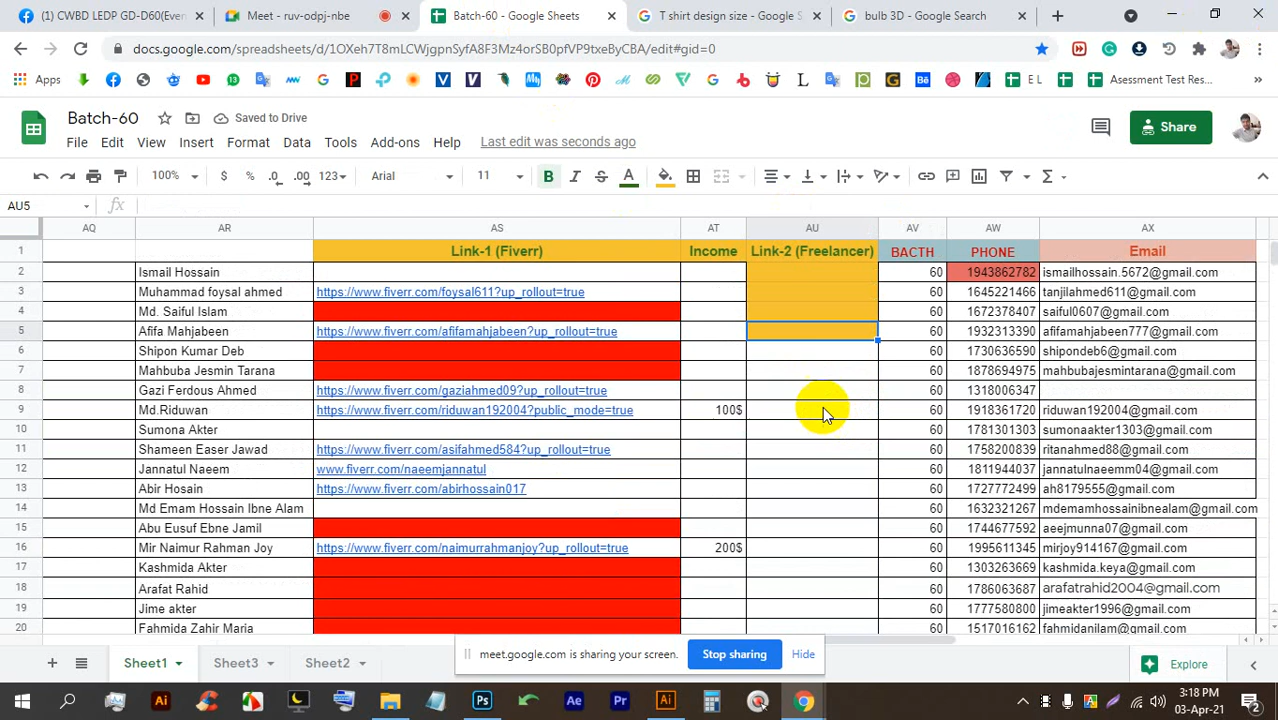 (1) CWBD LEDP GD-D60(Even
Meet - ruv-odpj-nbe
Batch-60 - Google Sheets
T shirt design size - Google S
bulb 3D - Google Search
docs.google.com/spreadsheets/d/1OXeh7T8mLCWjgpnSyfA8F3Mz4orSB0pfVP9txeByCBA/edit#gid=0
Apps
E L
Asessment Test Res...
Batch-60
Saved to Drive
File Edit View Insert Format Data Tools Add-ons Help Last edit was seconds ago
Share
100% $ % .0 .00 123 Arial 11 B I S A
AU5 fx
AQ AR AS AT AU AV AW AX
1 Link-1 (Fiverr) Income Link-2 (Freelancer) BACTH PHONE Email
2 Ismail Hossain 60 1943862782 ismailhossain.5672@gmail.com
3 Muhammad foysal ahmed https://www.fiverr.com/foysal611?up_rollout=true 60 1645221466 tanjilahmed611@gmail.com
4 Md. Saiful Islam 60 1672378407 saiful0607@gmail.com
5 Afifa Mahjabeen https://www.fiverr.com/afifamahjabeen?up_rollout=true 60 1932313390 afifamahjabeen777@gmail.com
6 Shipon Kumar Deb 60 1730636590 shipondeb6@gmail.com
7 Mahbuba Jesmin Tarana 60 1878694975 mahbubajesmintarana@gmail.com
8 Gazi Ferdous Ahmed https://www.fiverr.com/gaziahmed09?up_rollout=true 60 1318006347
9 Md.Riduwan https://www.fiverr.com/riduwan192004?public_mode=true 100$ 60 1918361720 riduwan192004@gmail.com
10 Sumona Akter 60 1781301303 sumonaakter1303@gmail.com
11 Shameen Easer Jawad https://www.fiverr.com/asifahmed584?up_rollout=true 60 1758200839 ritanahmed88@gmail.com
12 Jannatul Naeem www.fiverr.com/naeemjannatul 60 1811944037 jannatulnaeemm04@gmail.com
13 Abir Hosain https://www.fiverr.com/abirhossain017 60 1727772499 ah8179555@gmail.com
14 Md Emam Hossain Ibne Alam 60 1632321267 mdemamhossainibnealam@gmail.com
15 Abu Eusuf Ebne Jamil 60 1744677592 aeejmunna07@gmail.com
16 Mir Naimur Rahman Joy https://www.fiverr.com/naimurrahmanjoy?up_rollout=true 200$ 60 1995611345 mirjoy914167@gmail.com
17 Kashmida Akter 60 1303263669 kashmida.keya@gmail.com
18 Arafat Rahid 60 1786063687 arafatrahid2004@gmail.com
19 Jime akter 60 1777580800 jimeakter1996@gmail.com
20 Fahmida Zahir Maria 60 1517016162 fahmidanilam@gmail.com
meet.google.com is sharing your screen. Stop sharing Hide
Sheet1 Sheet3 Sheet2 Explore
3:18 PM
03-Apr-21